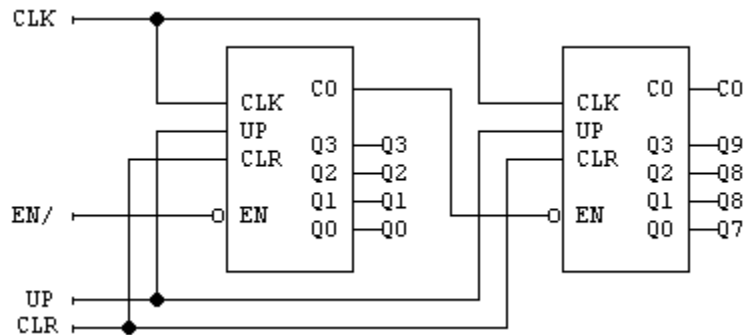 CLK
CO CO CO
CLK CLK
UP UP
Q3 Q3 Q3 Q9
CLR CLR
Q2 Q2 Q2 Q8
Q1 Q1 Q1 Q8
EN/ EN EN
Q0 Q0 Q0 Q7
UP
CLR